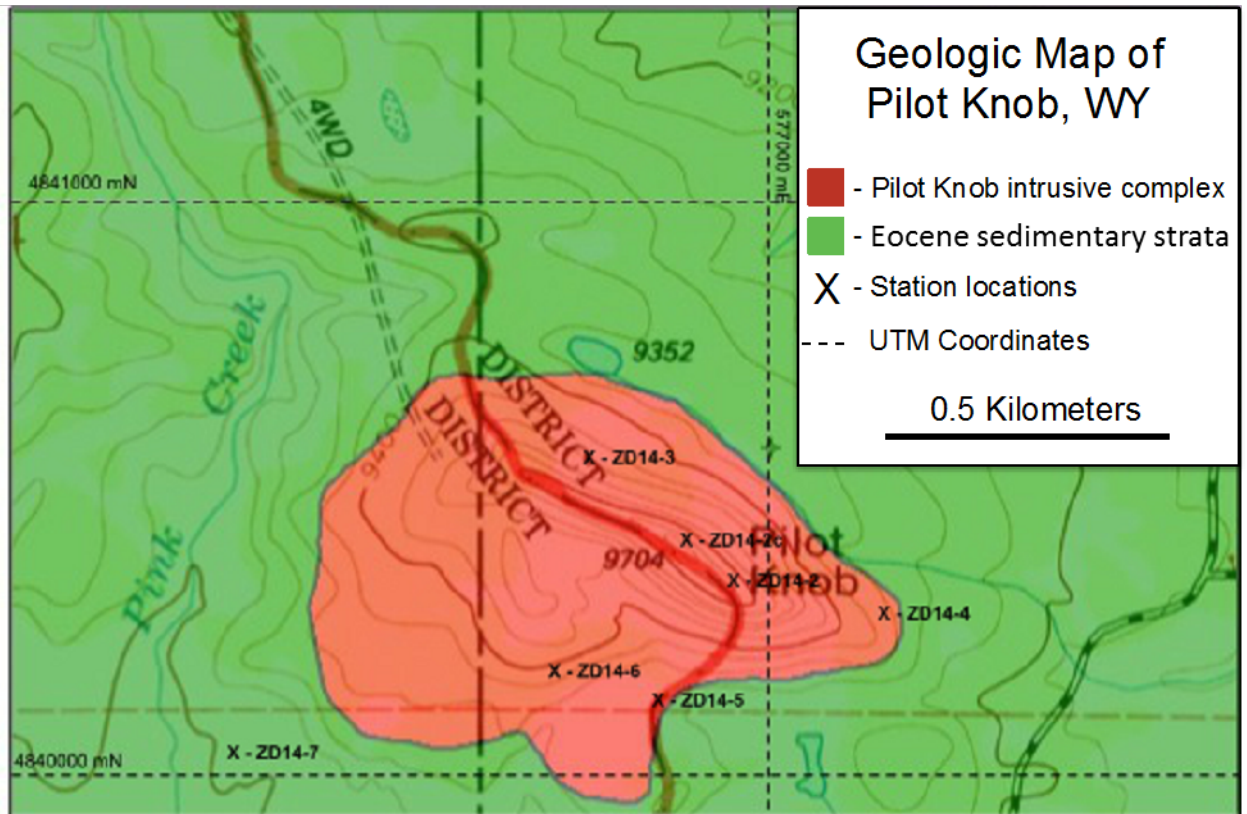 Geologic Map of
Pilot Knob, WY
- Pilot Knob intrusive complex
- Eocene sedimentary strata
X - Station locations
--- UTM Coordinates
0.5 Kilometers
4WD
577000 mE
4841000 mN
Creek
9352
DISTRICT
DISTRICT
X - ZD14-3
X - ZD14-2c
Pilot
Knob
9704
X - ZD14-2
X - ZD14-4
Pink
X - ZD14-6
X - ZD14-5
X - ZD14-7
4840000 mN